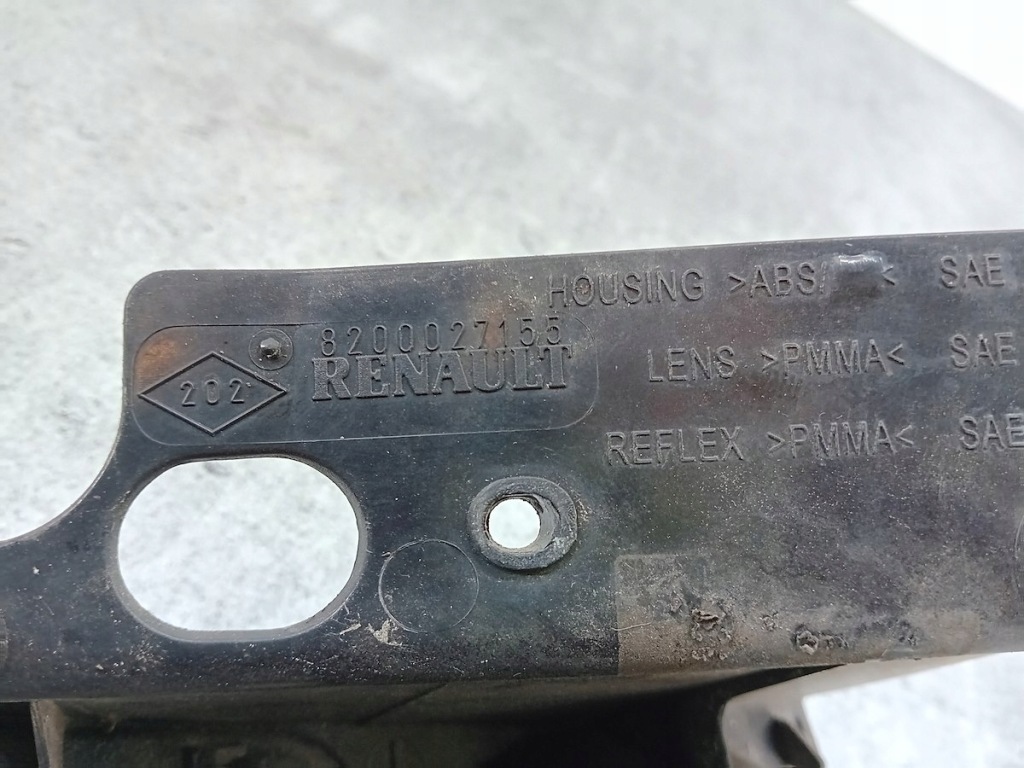 HOUSING >ABS/ < SAE
8200027155
202 RENAULT
LENS >PMMA< SAE
REFLEX >PMMA< SAE